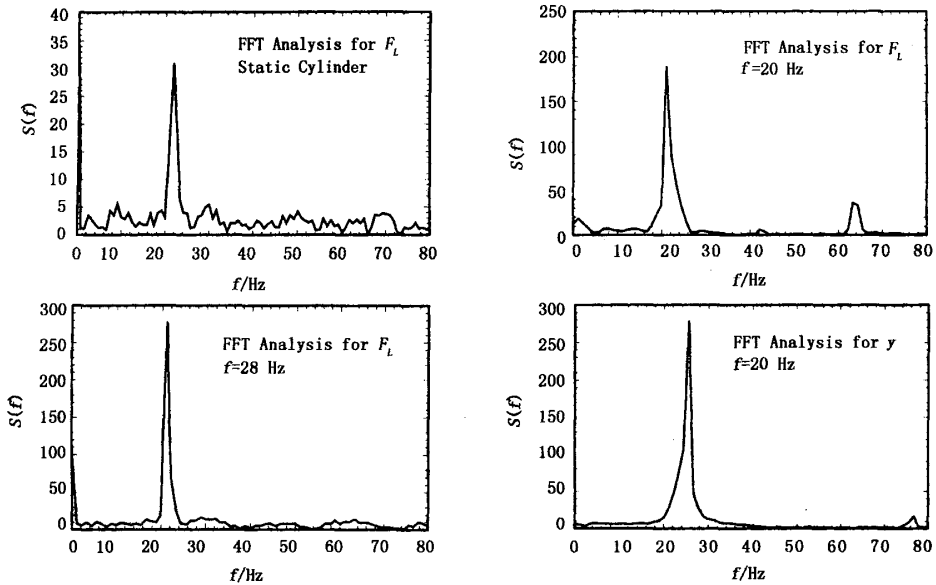 40
35
30
25
20
15
10
5
0
S(f)
FFT Analysis for F_L
Static Cylinder
0 10 20 30 40 50 60 70 80
f/Hz
250
200
150
100
50
0
S(f)
FFT Analysis for F_L
f=20 Hz
0 10 20 30 40 50 60 70 80
f/Hz
300
250
200
150
100
50
0
S(f)
FFT Analysis for F_L
f=28 Hz
0 10 20 30 40 50 60 70 80
f/Hz
300
250
200
150
100
50
0
S(f)
FFT Analysis for y
f=20 Hz
0 10 20 30 40 50 60 70 80
f/Hz